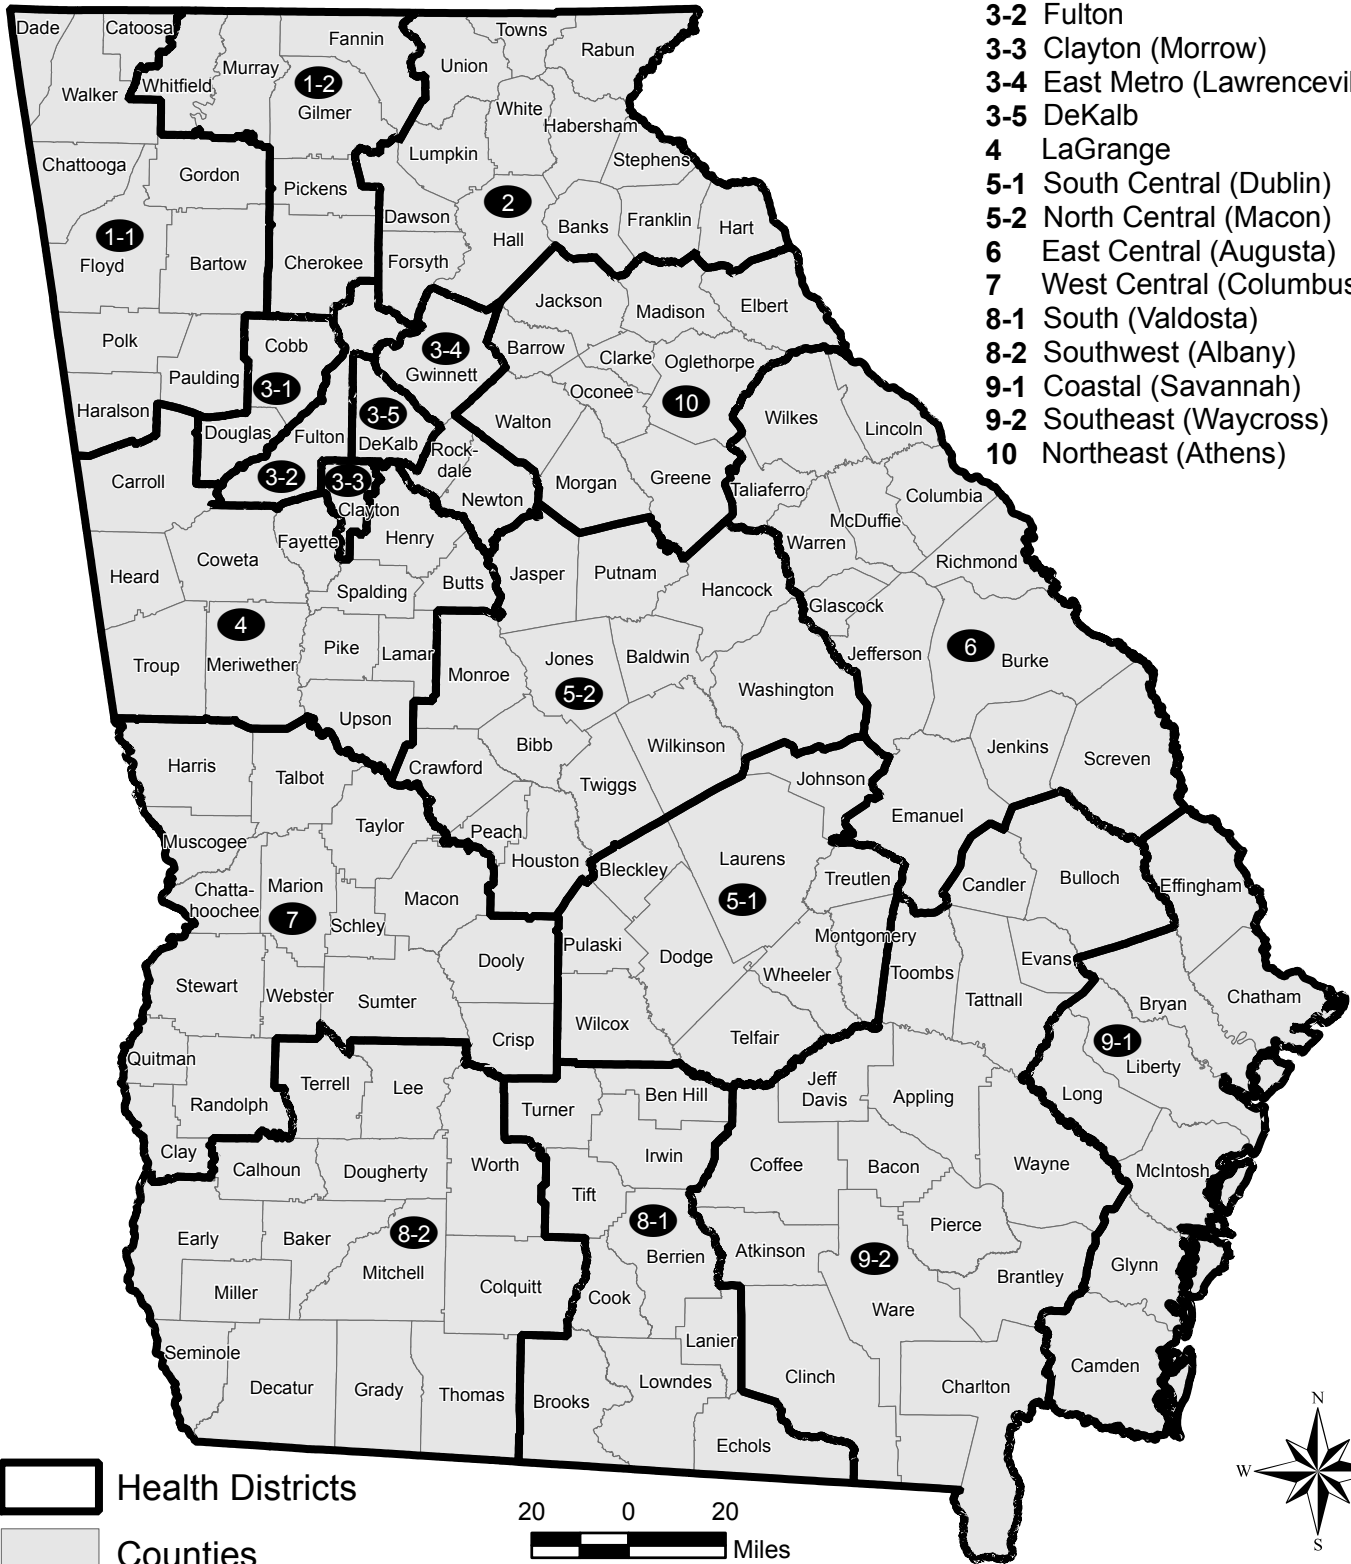 Dade
Catoosa
Fannin
Towns
Rabun
Union
Murray
Whitfield
Walker
1-2
Gilmer
White
Habersham
Lumpkin
Stephens
Chattooga
Gordon
Pickens
2
Dawson
Hall
Banks
Franklin
Hart
1-1
Floyd
Bartow
Cherokee
Forsyth
Jackson
Madison
Elbert
Polk
Cobb
3-4
Gwinnett
Barrow
Clarke
Oglethorpe
Paulding
3-1
Oconee
10
Haralson
3-5
Walton
Wilkes
Douglas
Fulton
DeKalb
Lincoln
Rock-
dale
Carroll
3-2
3-3
Morgan
Greene
Taliaferro
Columbia
Newton
Clayton
McDuffie
Fayette
Henry
Warren
Coweta
Richmond
Heard
Spalding
Butts
Jasper
Putnam
Hancock
Glascock
4
Pike
Lamar
Jefferson
6
Burke
Troup
Meriwether
Monroe
Jones
Baldwin
5-2
Washington
Upson
Bibb
Wilkinson
Jenkins
Screven
Harris
Talbot
Crawford
Twiggs
Johnson
Emanuel
Taylor
Peach
Muscogee
Houston
Bleckley
Laurens
Treutlen
Candler
Bulloch
Effingham
Chatta-
hoochee
Marion
7
Macon
5-1
Schley
Pulaski
Montgomery
Dooly
Dodge
Wheeler
Toombs
Evans
Stewart
Webster
Sumter
Tattnall
Bryan
Chatham
Wilcox
Crisp
Telfair
9-1
Liberty
Quitman
Terrell
Lee
Jeff
Davis
Ben Hill
Appling
Long
Randolph
Turner
Clay
Calhoun
Dougherty
Worth
Irwin
Coffee
Bacon
Wayne
McIntosh
Tift
Early
Baker
8-2
8-1
Pierce
Mitchell
Berrien
Atkinson
9-2
Brantley
Glynn
Miller
Colquitt
Cook
Ware
Seminole
Lanier
Camden
Decatur
Grady
Thomas
Brooks
Lowndes
Clinch
Charlton
Echols
3-2 Fulton
3-3 Clayton (Morrow)
3-4 East Metro (Lawrencevil
3-5 DeKalb
4 LaGrange
5-1 South Central (Dublin)
5-2 North Central (Macon)
6 East Central (Augusta)
7 West Central (Columbus
8-1 South (Valdosta)
8-2 Southwest (Albany)
9-1 Coastal (Savannah)
9-2 Southeast (Waycross)
10 Northeast (Athens)
N
W
S
Health Districts
Counties
20 0 20
Miles